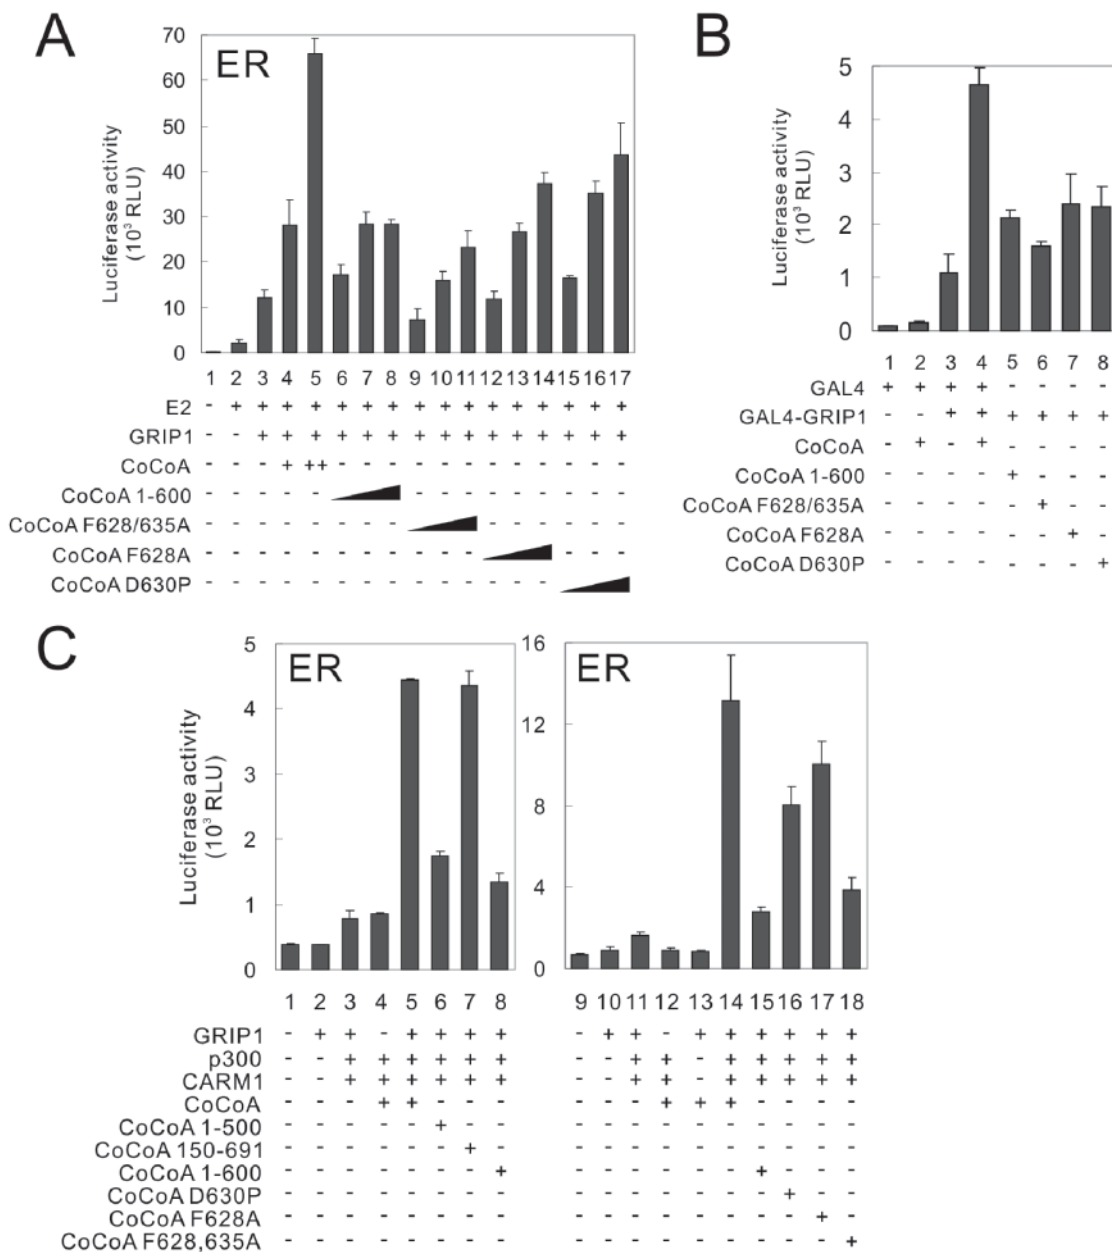 A
ER
Luciferase activity
(10³ RLU)
70
60
50
40
30
20
10
0
1 2 3 4 5 6 7 8 9 10 11 12 13 14 15 16 17
E2 - + + + + + + + + + + + + + + + +
GRIP1 - - + + + + + + + + + + + + + + +
CoCoA - - - + ++ - - - - - - - - - - - -
CoCoA 1-600 - - - - - - - - - - - - - -
CoCoA F628/635A - - - - - - - - - - - - - -
CoCoA F628A - - - - - - - - - - - - - -
CoCoA D630P - - - - - - - - - - - - - -
B
Luciferase activity
(10³ RLU)
5
4
3
2
1
0
1 2 3 4 5 6 7 8
GAL4 + + + + - - - -
GAL4-GRIP1 - - + + + + + +
CoCoA - + - + - - - -
CoCoA 1-600 - - - - + - - -
CoCoA F628/635A - - - - - + - -
CoCoA F628A - - - - - - + -
CoCoA D630P - - - - - - - +
C
ER
Luciferase activity
(10³ RLU)
5
4
3
2
1
0
ER
16
12
8
4
0
1 2 3 4 5 6 7 8 9 10 11 12 13 14 15 16 17 18
GRIP1 - + + - + + + + - + + - + + + + + +
p300 - - + + + + + + - - + + - + + + + +
CARM1 - - + + + + + + - - + + - + + + + +
CoCoA - - - + + - - - - - - + + + - - - -
CoCoA 1-500 - - - - - + - - - - - - - - - - - -
CoCoA 150-691 - - - - - - + - - - - - - - - - - -
CoCoA 1-600 - - - - - - - + - - - - - - + - - -
CoCoA D630P - - - - - - - - - - - - - - - + - -
CoCoA F628A - - - - - - - - - - - - - - - - + -
CoCoA F628,635A - - - - - - - - - - - - - - - - - +